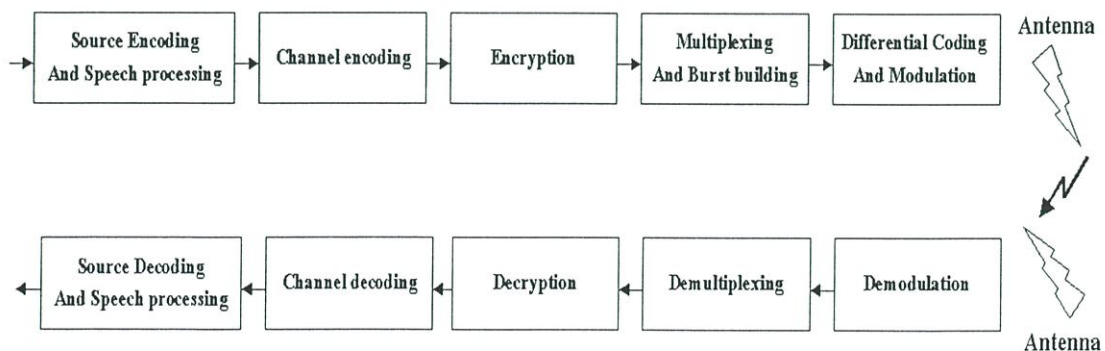 Source Encoding
And Speech processing
Channel encoding
Encryption
Multiplexing
And Burst building
Differential Coding
And Modulation
Antenna
Source Decoding
And Speech processing
Channel decoding
Decryption
Demultiplexing
Demodulation
Antenna